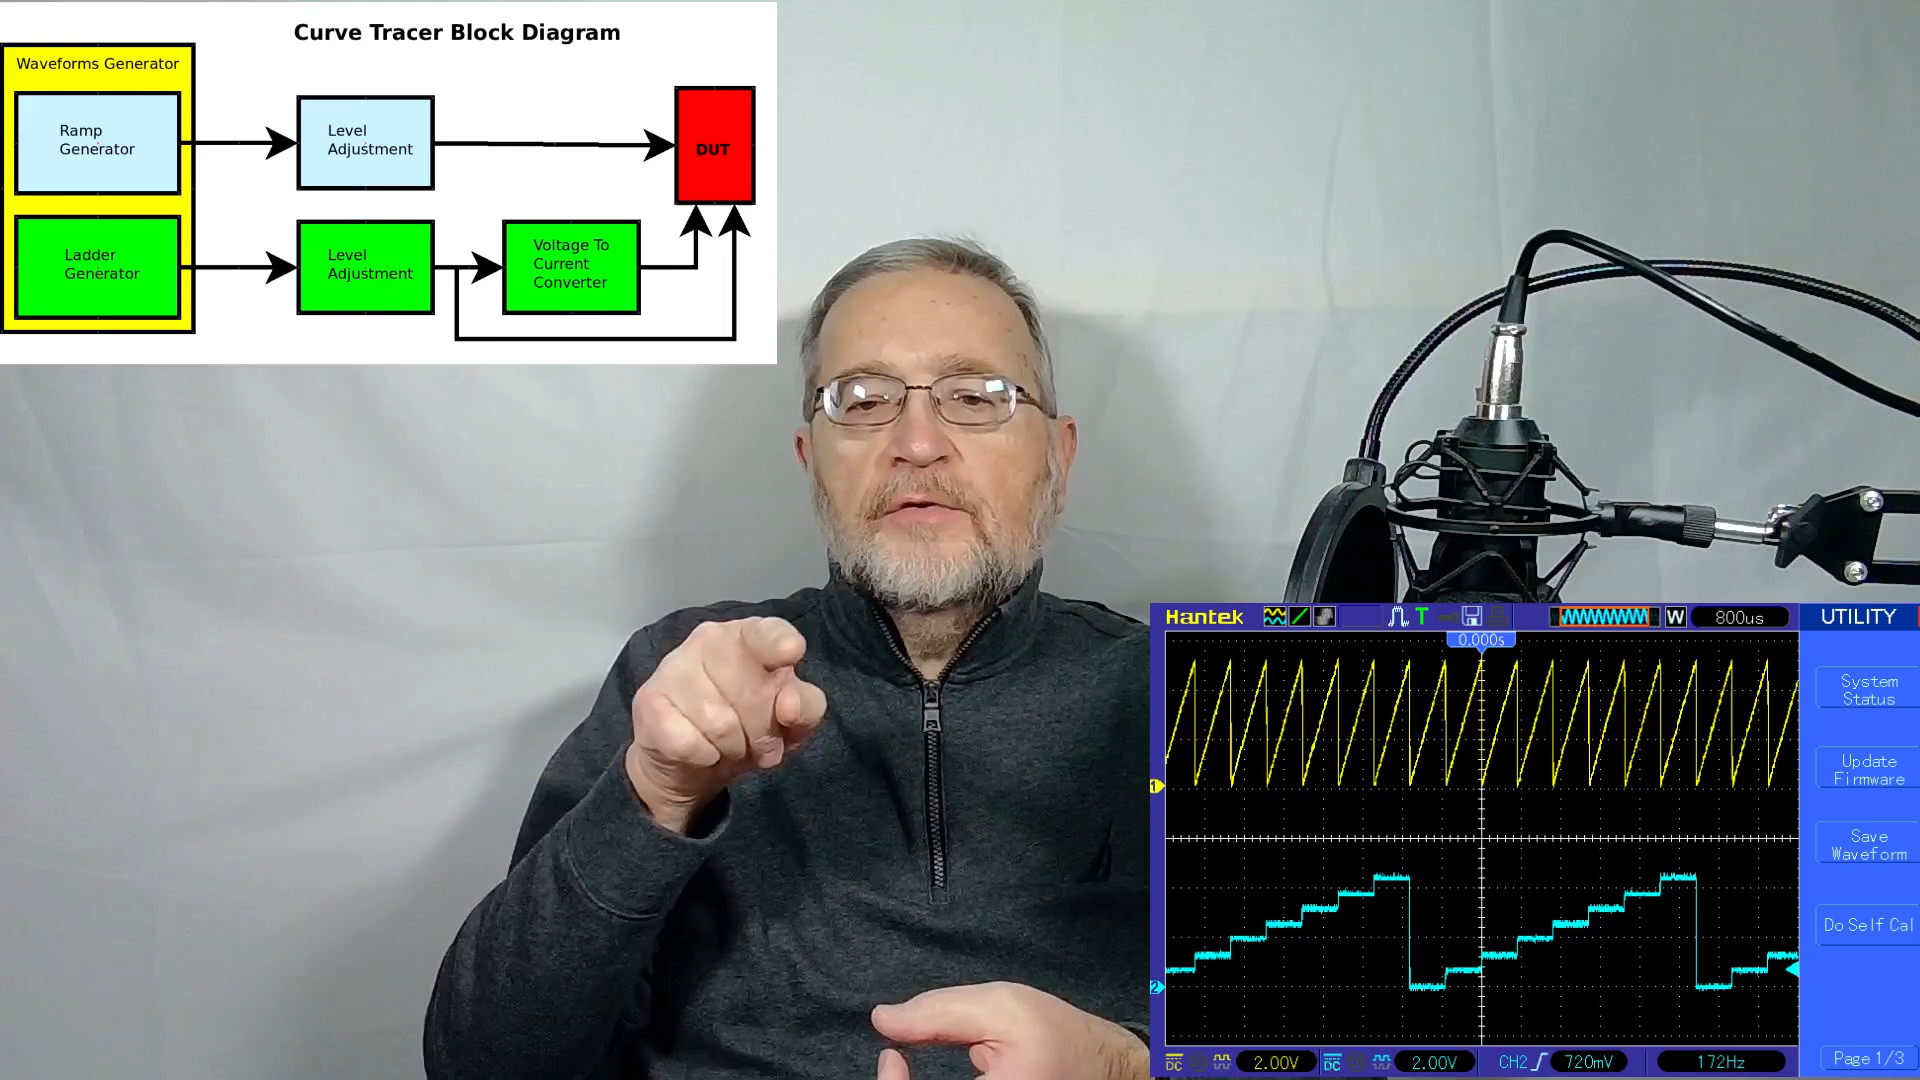 Curve Tracer Block Diagram
Waveforms Generator
Ramp
Generator
Level
Adjustment
DUT
Ladder
Generator
Level
Adjustment
Voltage To
Current
Converter
Hantek
T
W
800us
UTILITY
0.000s
System
Status
Update
Firmware
1
Save
Waveform
Do Self Cal
2
DC
2.00V
DC
2.00V
CH2
720mV
172Hz
Page 1/3